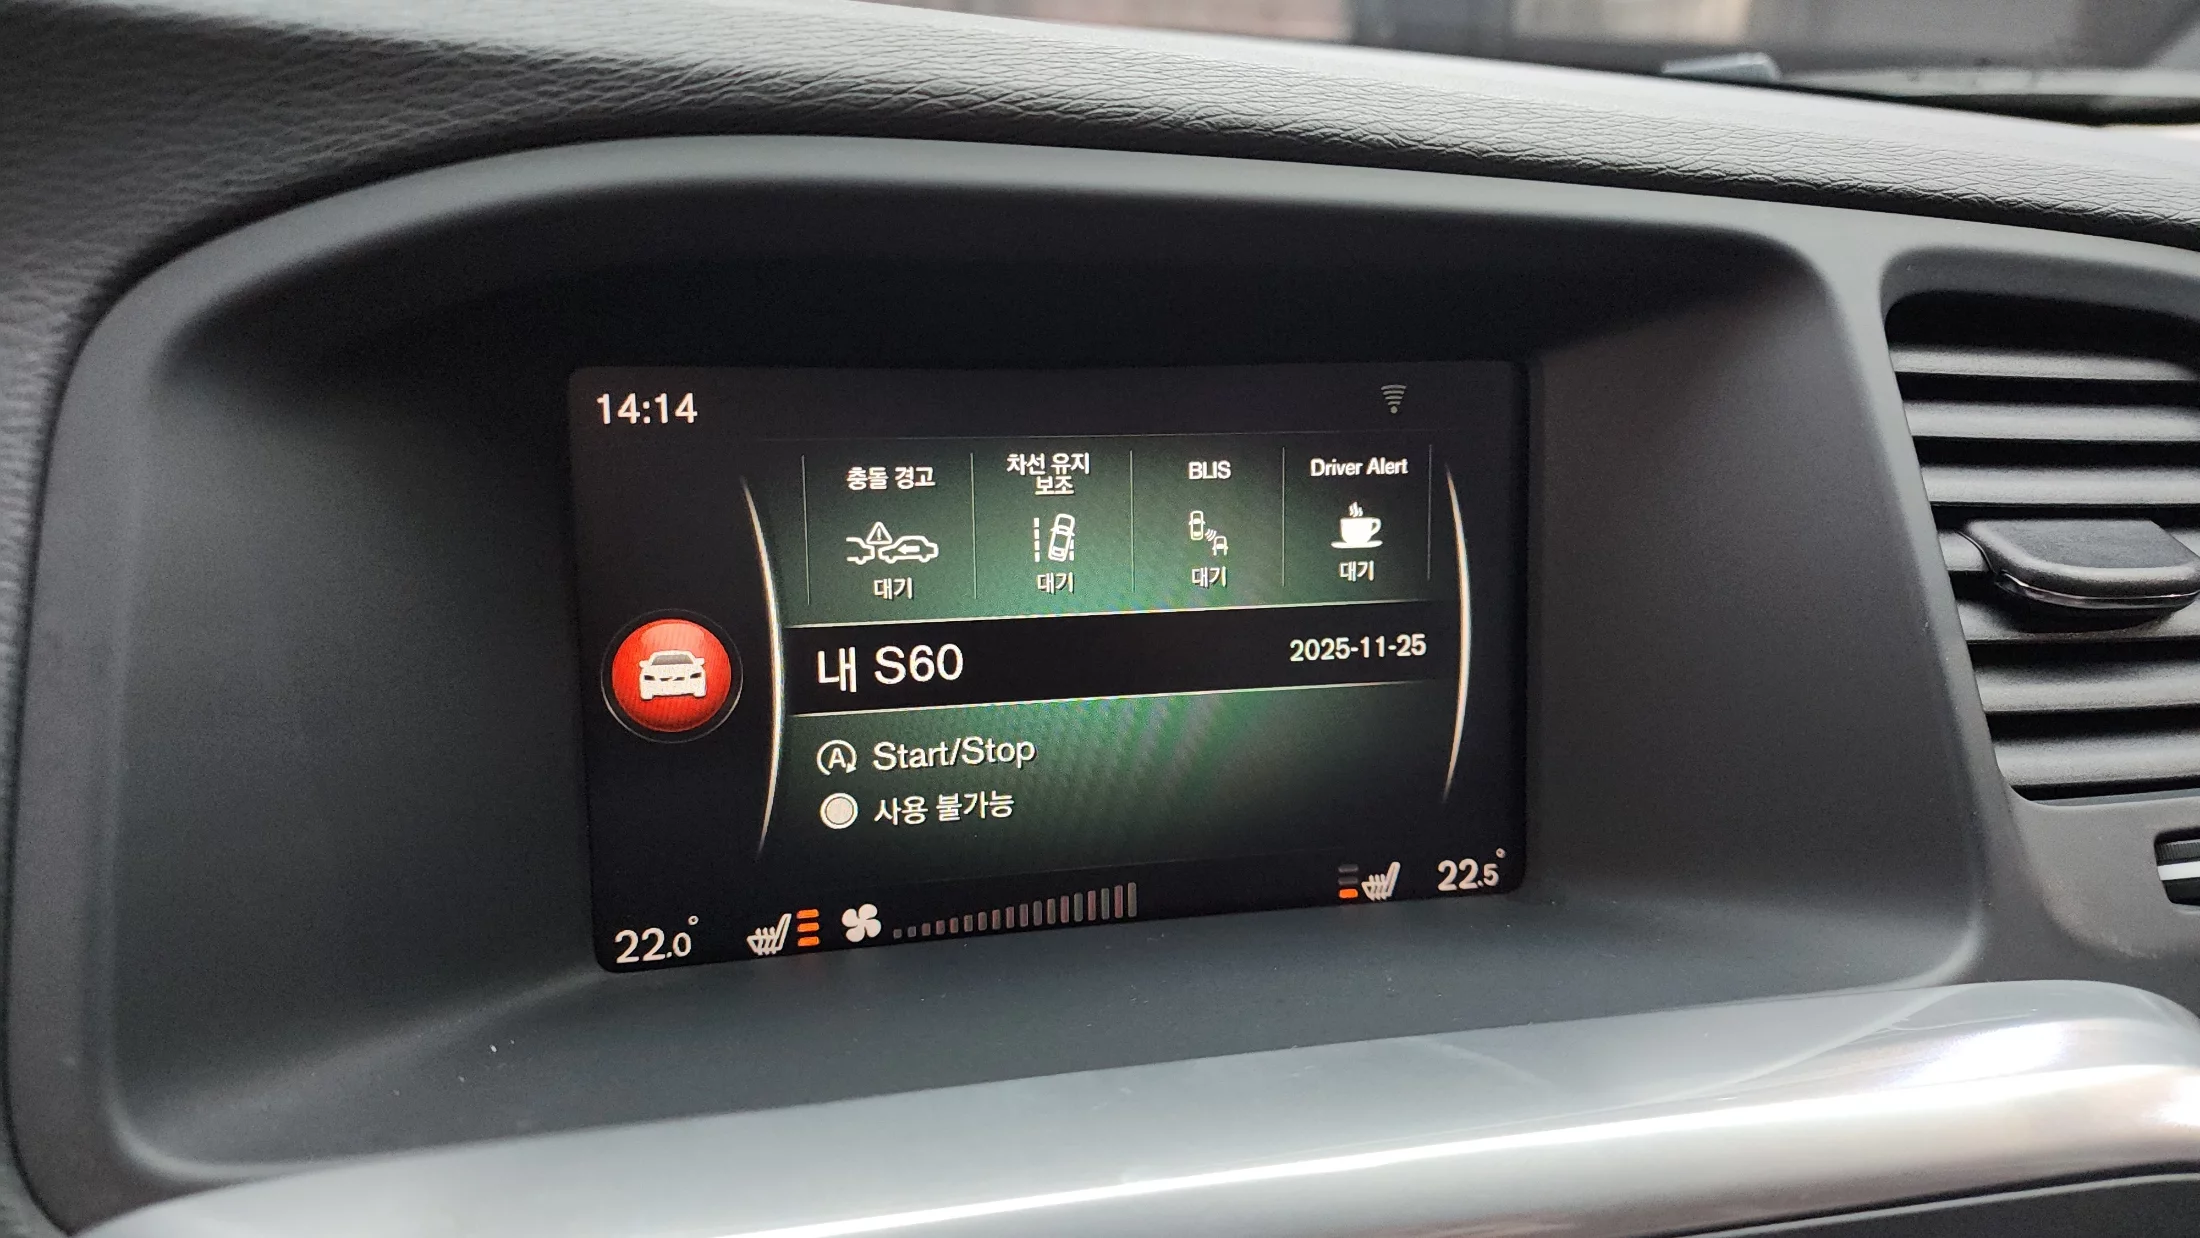 14:14
충돌 경고
대기
차선 유지
보조
대기
BLIS
대기
Driver Alert
대기
내 S60
2025-11-25
A Start/Stop
사용 불가능
22.0°
22.5°